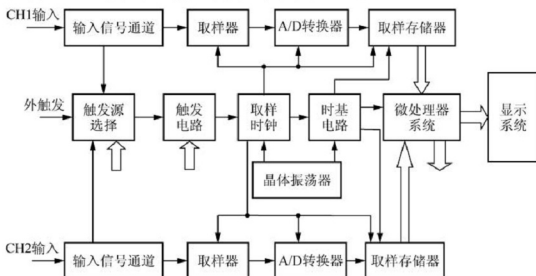 CH1输入
输入信号通道
取样器
A/D转换器
取样存储器
外触发
触发源
选择
触发
电路
取样
时钟
时基
电路
微处理器
系统
显示
系统
晶体振荡器
CH2输入
输入信号通道
取样器
A/D转换器
取样存储器